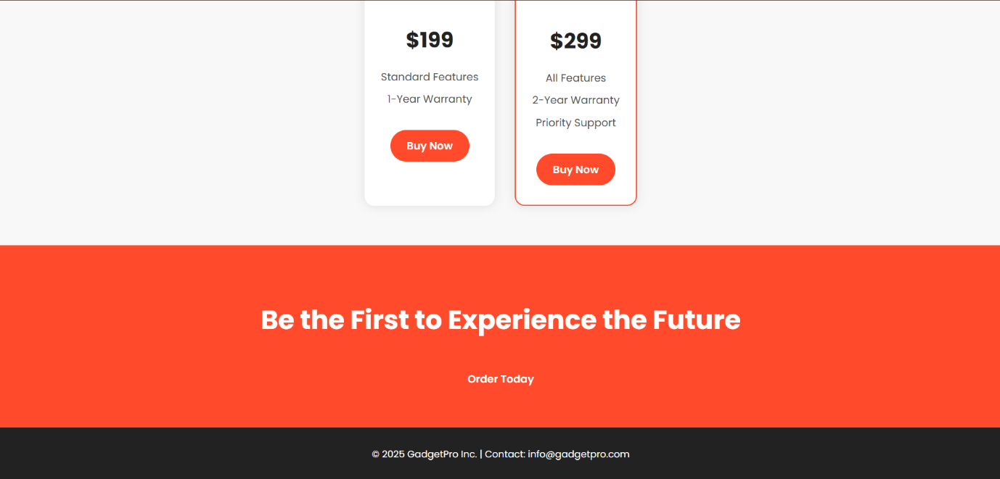 $199
Standard Features
1-Year Warranty
Buy Now
$299
All Features
2-Year Warranty
Priority Support
Buy Now
Be the First to Experience the Future
Order Today
© 2025 GadgetPro Inc. | Contact: info@gadgetpro.com